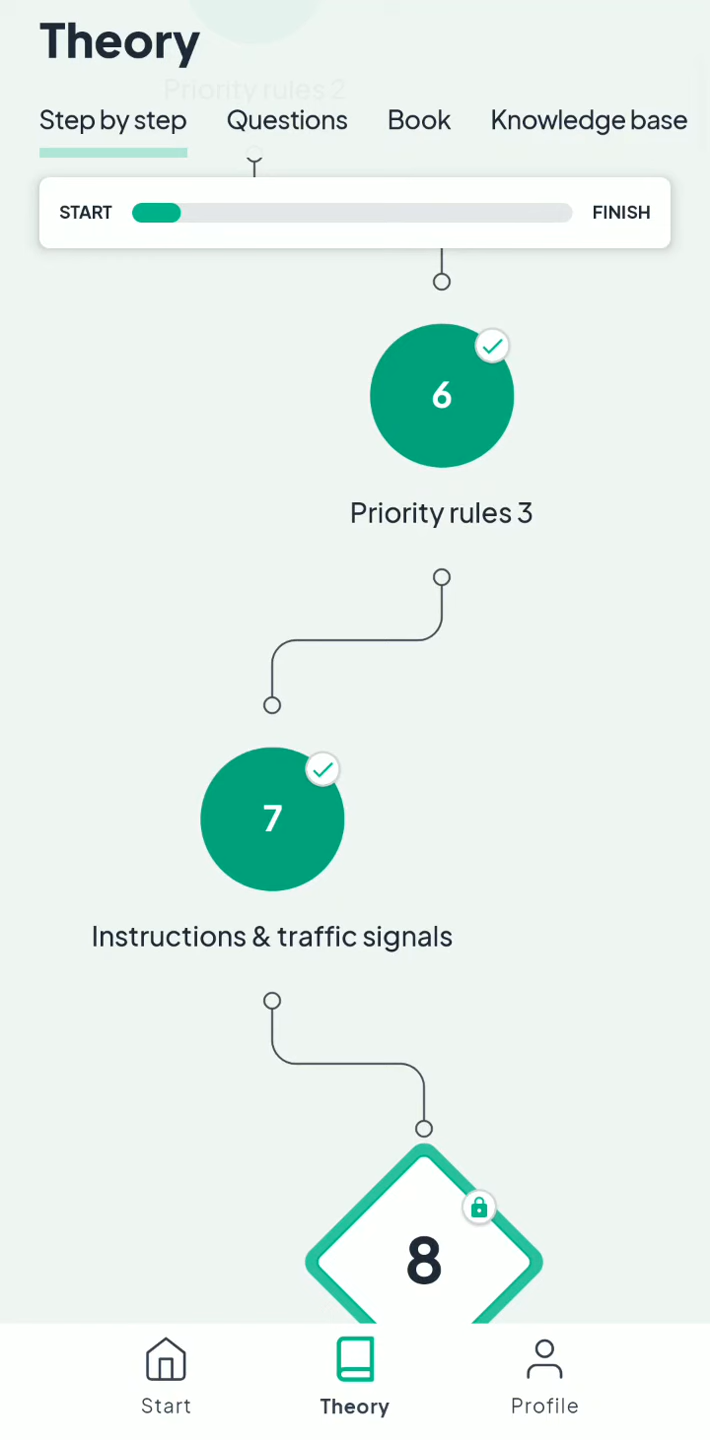 Theory
Priority rules 2
Step by step Questions Book Knowledge base
START FINISH
6
Priority rules 3
7
Instructions & traffic signals
8
Start Theory Profile